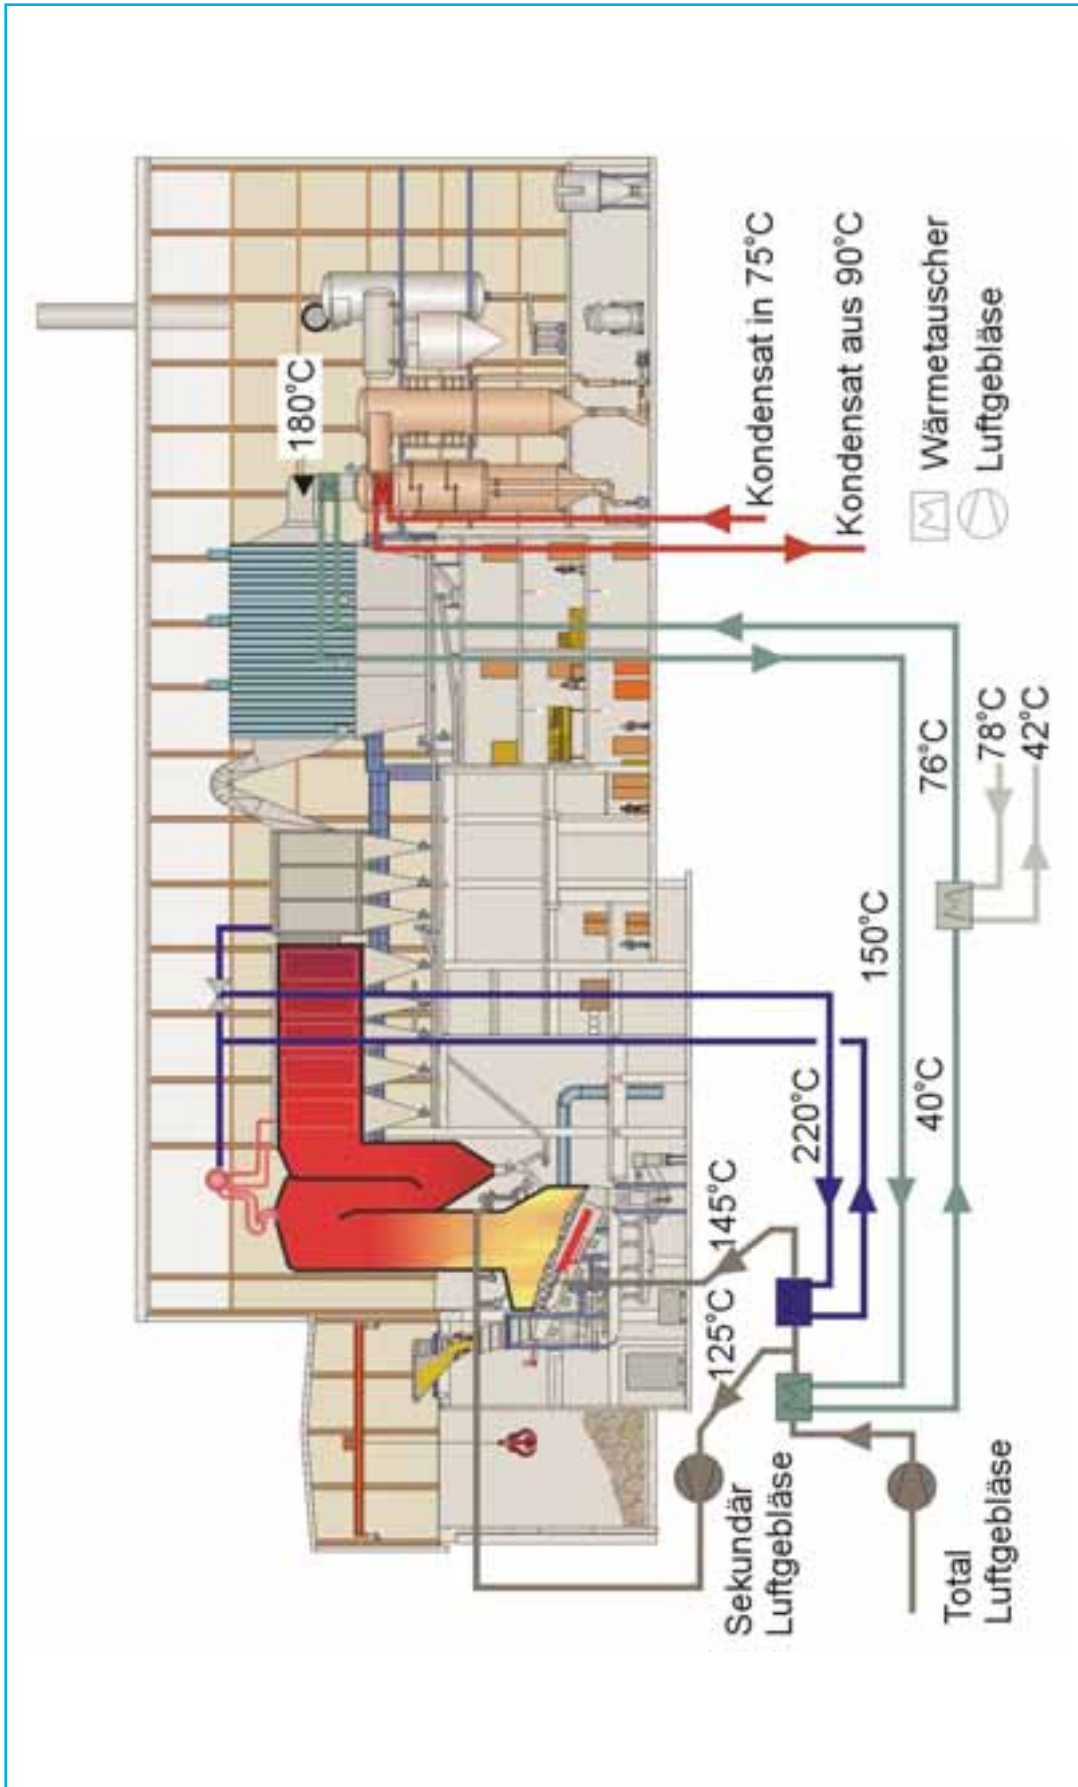 180°C
Kondensat in 75°C
Kondensat aus 90°C
Wärmetauscher
Luftgebläse
76°C
78°C
42°C
150°C
40°C
220°C
145°C
125°C
Sekundär
Luftgebläse
Total
Luftgebläse